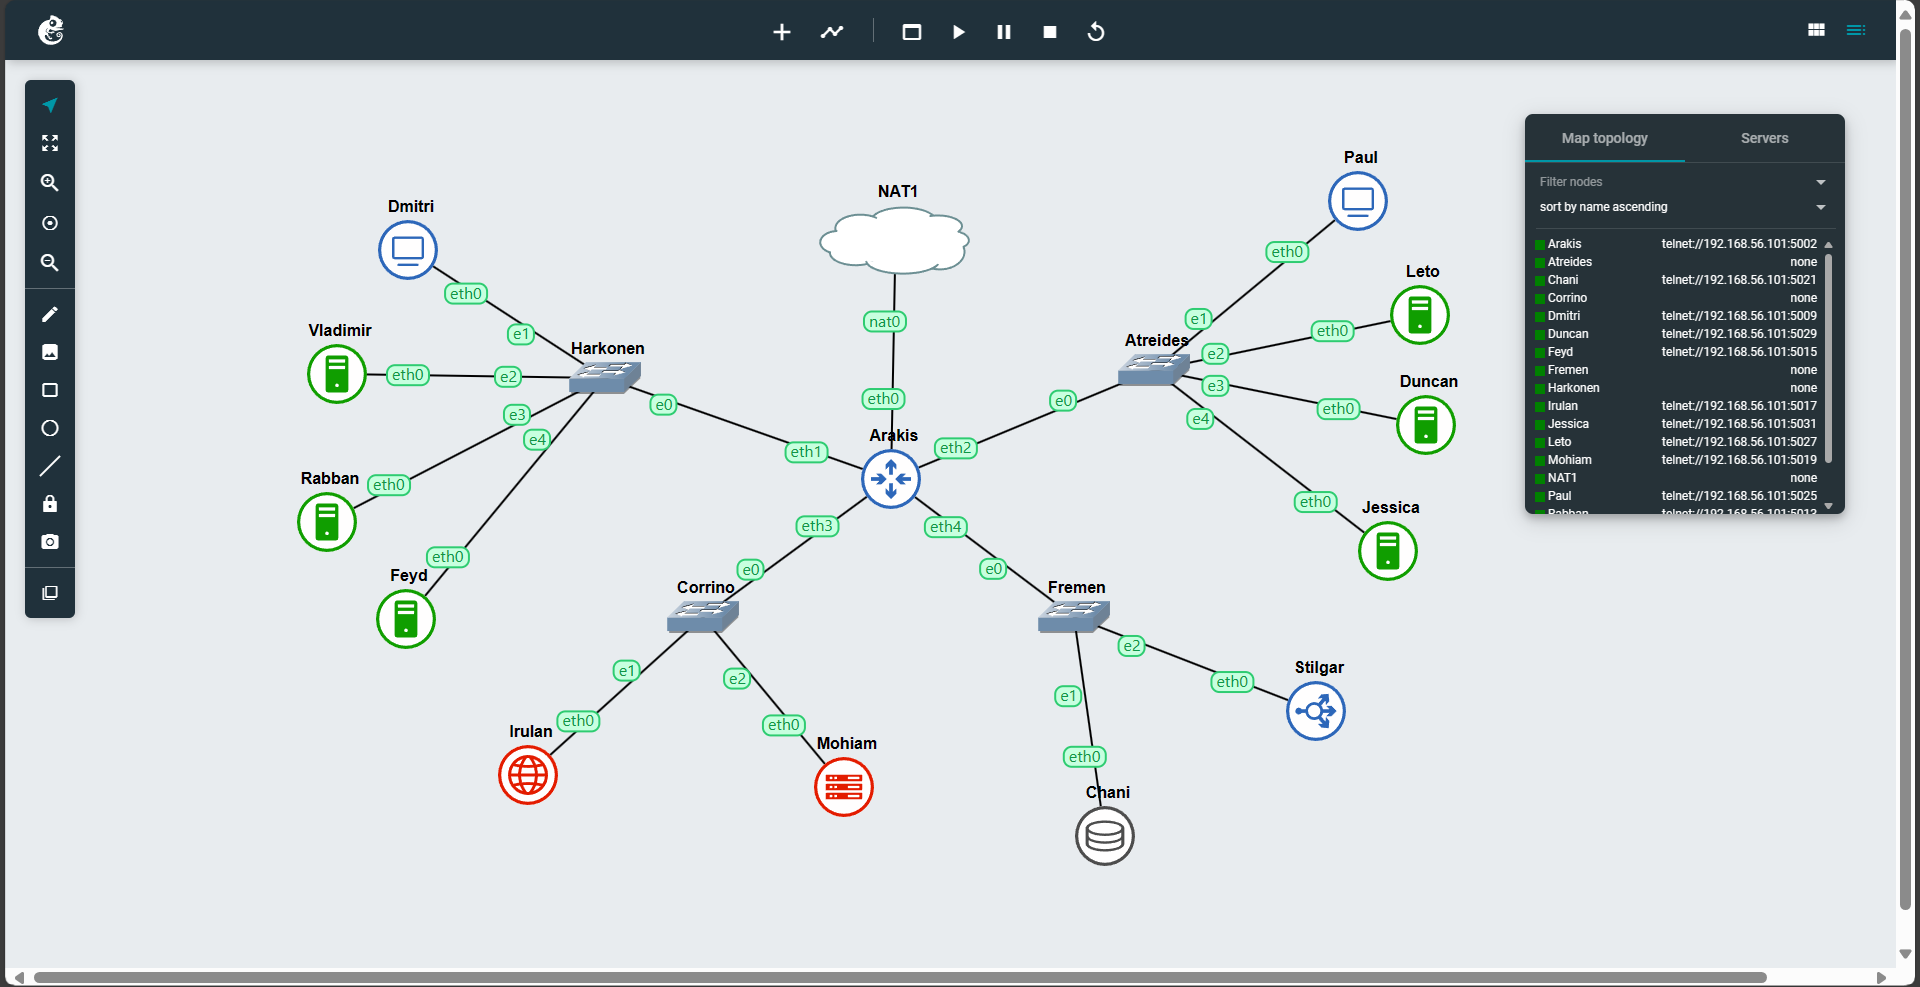 NAT1
nat0
eth0
Arakis
eth1
eth2
eth3
eth4
Dmitri
eth0
e1
Vladimir
eth0
e2
Harkonen
e0
e3
e4
Rabban
eth0
Feyd
eth0
Paul
eth0
e1
Leto
eth0
e2
Atreides
e0
e3
e4
Duncan
eth0
Jessica
eth0
Corrino
e0
e1
e2
Irulan
eth0
Mohiam
eth0
Fremen
e0
e1
e2
Stilgar
eth0
eth0
Chani
Map topology Servers
Filter nodes
sort by name ascending
Arakis telnet://192.168.56.101:5002
Atreides none
Chani telnet://192.168.56.101:5021
Corrino none
Dmitri telnet://192.168.56.101:5009
Duncan telnet://192.168.56.101:5029
Feyd telnet://192.168.56.101:5015
Fremen none
Harkonen none
Irulan telnet://192.168.56.101:5017
Jessica telnet://192.168.56.101:5031
Leto telnet://192.168.56.101:5027
Mohiam telnet://192.168.56.101:5019
NAT1 none
Paul telnet://192.168.56.101:5025
Rabban telnet://192.168.56.101:5013